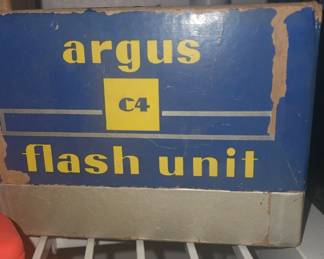 argus
C4
flash unit